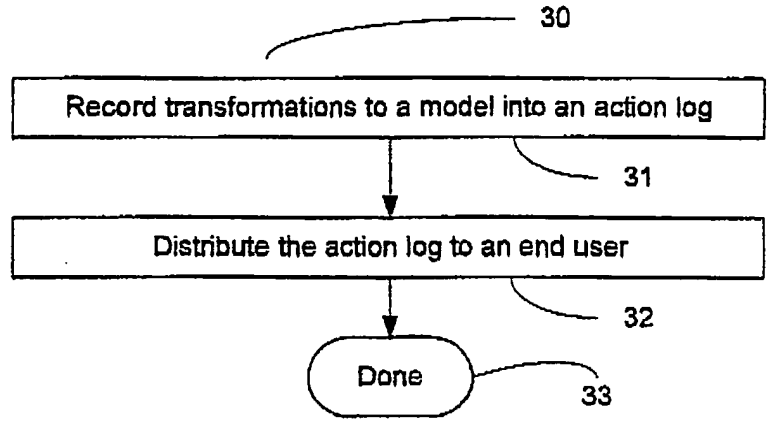 30
Record transformations to a model into an action log
31
Distribute the action log to an end user
32
Done
33